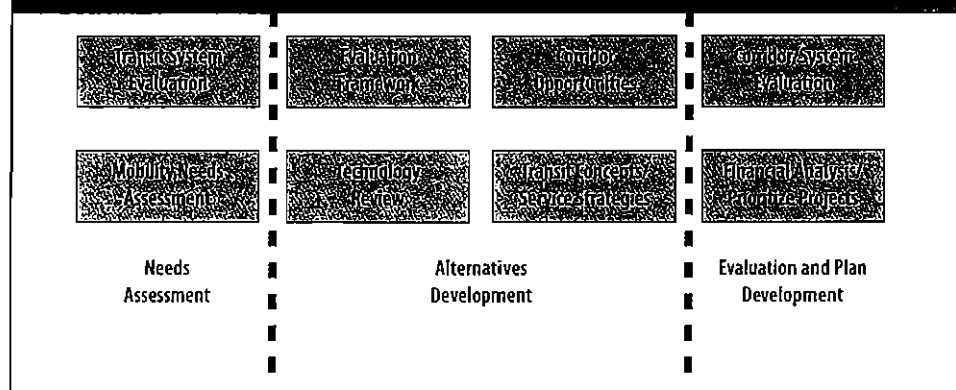 Transit System
Evaluation
Evaluation
Framework
Corridor
Opportunities
Corridor System
Evaluation
Mobility Needs
Assessment
Technology
Review
Transit Concepts/
Service Strategies
Financial Analysis/
Prioritize Projects
Needs
Assessment
Alternatives
Development
Evaluation and Plan
Development